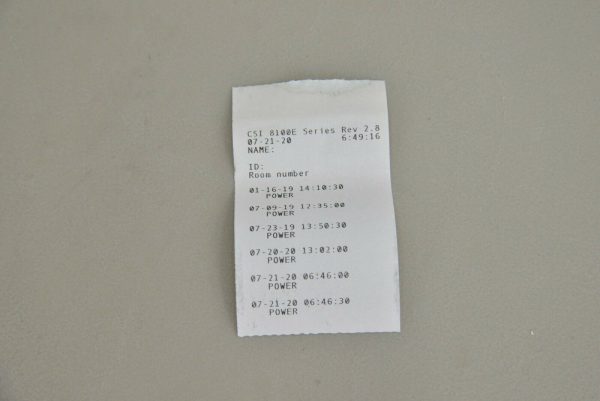 CSI 8100E Series Rev 2.8
07-21-20 6:49:16
NAME:
ID:
Room number
01-16-19 14:10:30
POWER
07-09-19 12:35:00
POWER
07-23-19 13:50:30
POWER
07-20-20 13:02:00
POWER
07-21-20 06:46:00
POWER
07-21-20 06:46:30
POWER